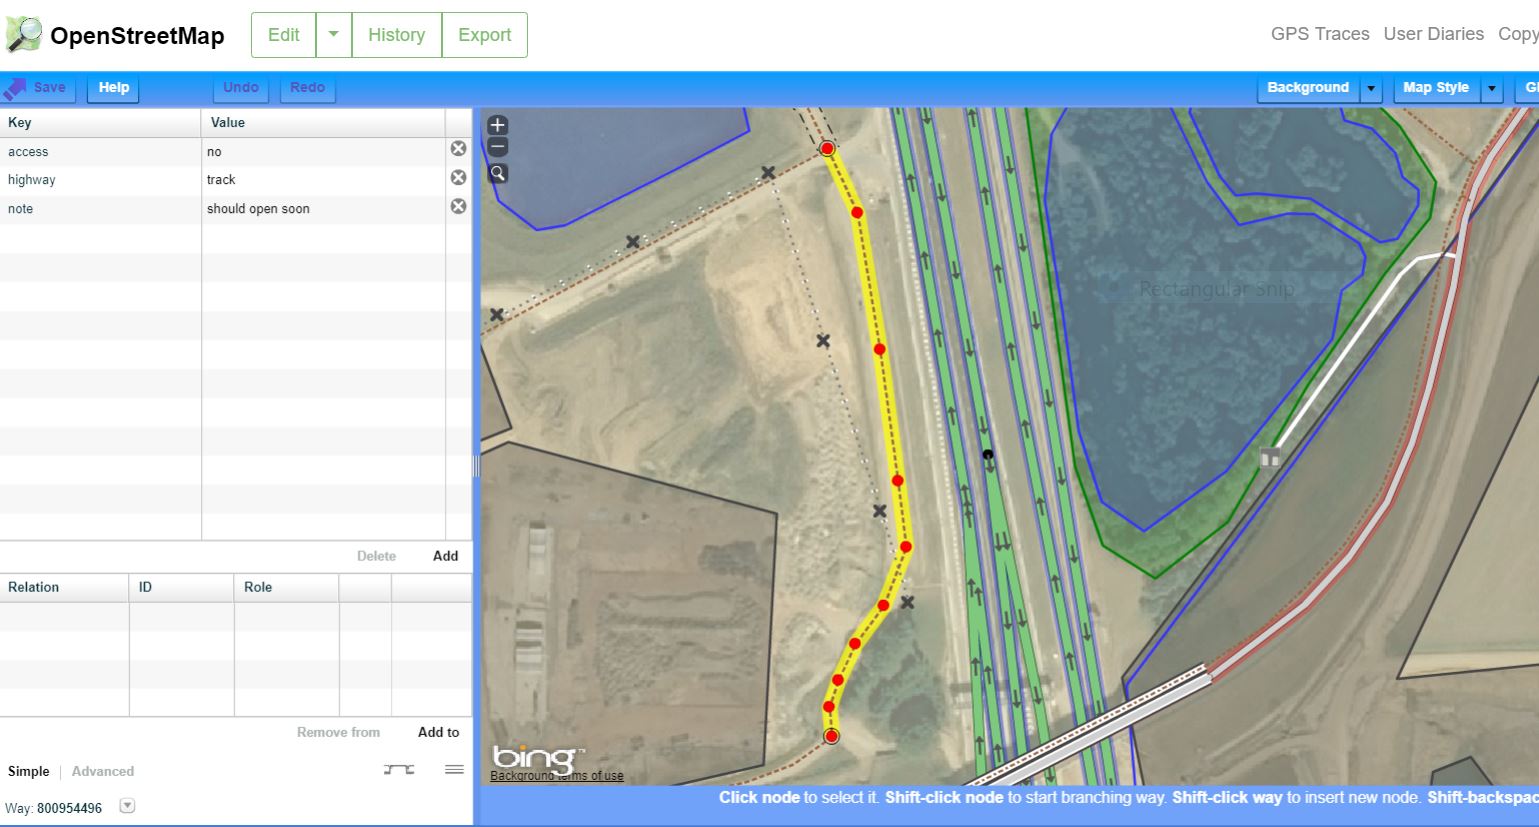 OpenStreetMap Edit History Export GPS Traces User Diaries Copy
Save Help Undo Redo Background Map Style
Key Value
access no
highway track
note should open soon
Rectangular Snip
Delete Add
Relation ID Role
Remove from Add to
bing™
Simple Advanced
Background terms of use
Way: 800954496
Click node to select it. Shift-click node to start branching way. Shift-click way to insert new node. Shift-backspac